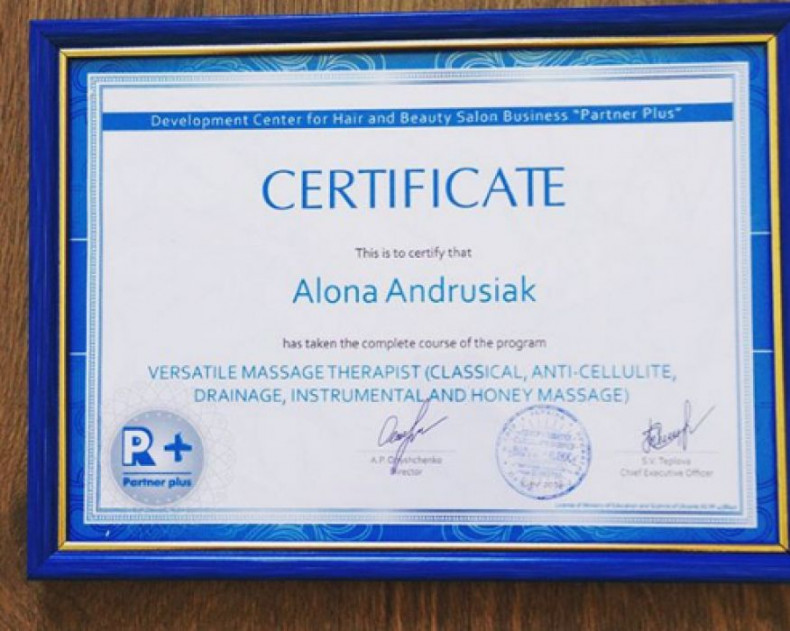 Development Center for Hair and Beauty Salon Business "Partner Plus"
CERTIFICATE
This is to certify that
Alona Andrusiak
has taken the complete course of the program
VERSATILE MASSAGE THERAPIST (CLASSICAL, ANTI-CELLULITE,
DRAINAGE, INSTRUMENTAL AND HONEY MASSAGE)
R+
Partner plus
A.P.
Director
S.V. Teplova
Chief Executive Officer